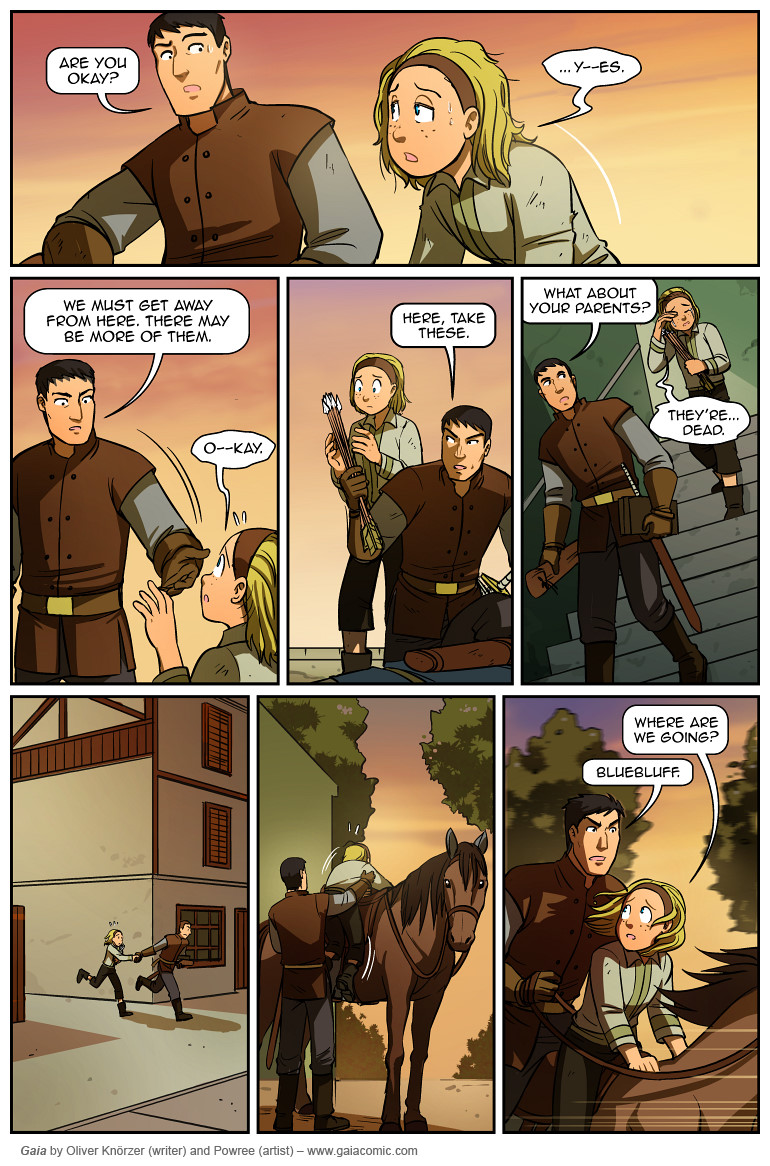 ARE YOU
OKAY?
...Y--ES.
WE MUST GET AWAY
FROM HERE. THERE MAY
BE MORE OF THEM.
O--KAY.
HERE, TAKE
THESE.
WHAT ABOUT
YOUR PARENTS?
THEY'RE...
DEAD.
WHERE ARE
WE GOING?
BLUEBLUFF.
Gaia by Oliver Knörzer (writer) and Powree (artist) – www.gaiacomic.com